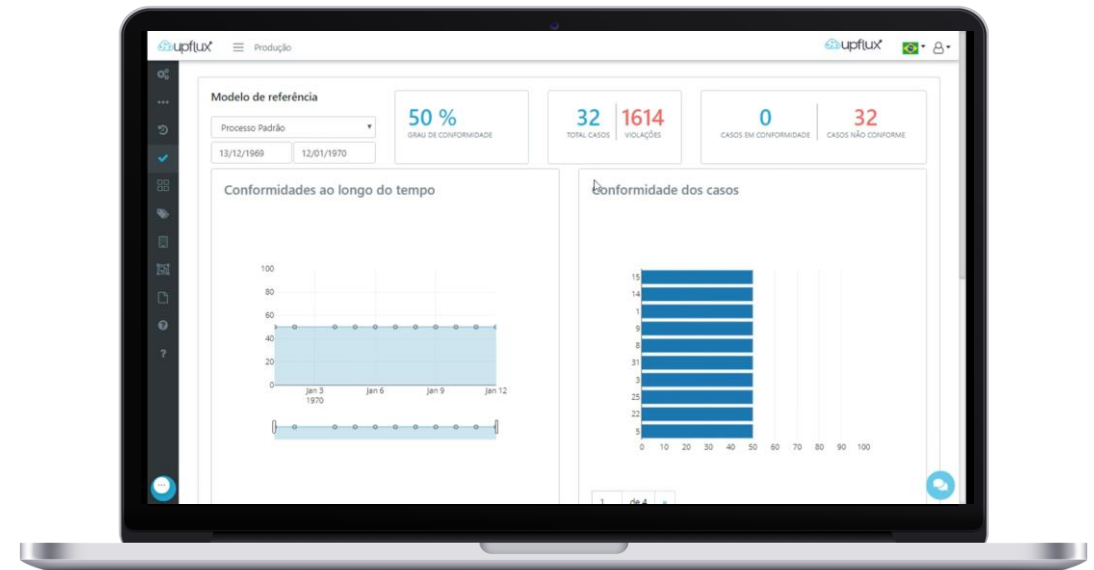 upflux
Produção
upflux
Modelo de referência
Processo Padrão
13/12/1969 12/01/1970
50 %
GRAU DE CONFORMIDADE
32 1614
TOTAL CASOS VIOLAÇÕES
0 32
CASOS EM CONFORMIDADE CASOS NÃO CONFORME
Conformidades ao longo do tempo
100
80
60
40
20
0
Jan 3 Jan 6 Jan 9 Jan 12
1970
Conformidade dos casos
15
14
1
9
8
31
3
25
22
5
0 10 20 30 40 50 60 70 80 90 100
1 de 4
?